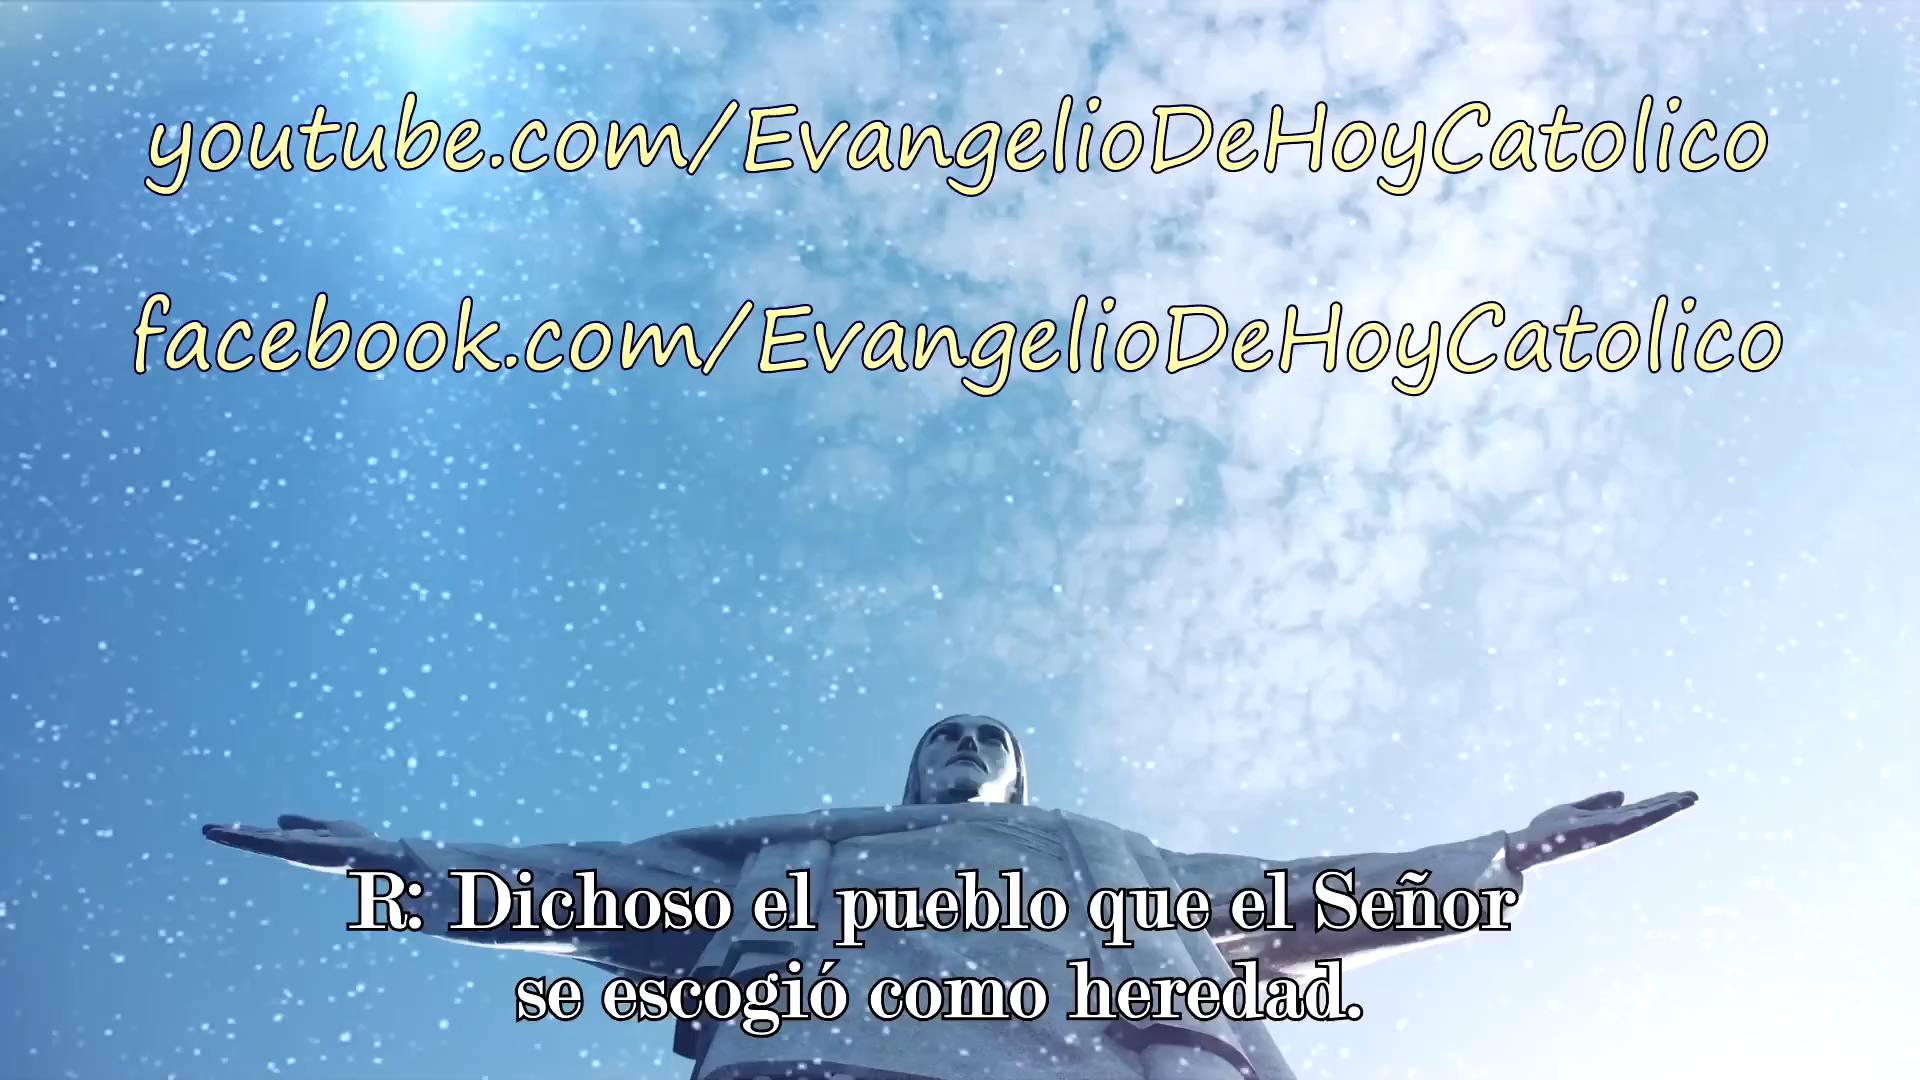 youtube.com/EvangelioDeHoyCatolico
facebook.com/EvangelioDeHoyCatolico
R: Dichoso el pueblo que el Señor
se escogió como heredad.